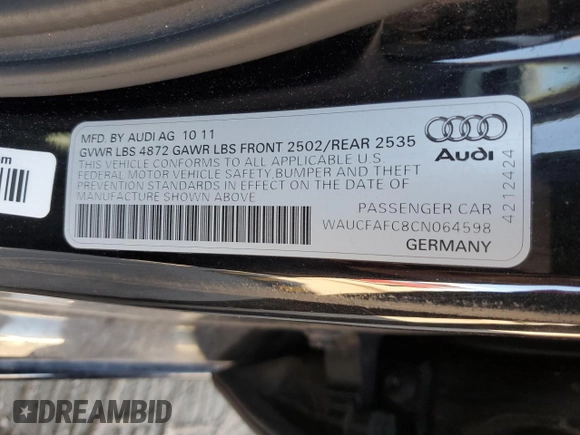 MFD. BY AUDI AG 10 11
GVWR LBS 4872 GAWR LBS FRONT 2502/REAR 2535
THIS VEHICLE CONFORMS TO ALL APPLICABLE U S
FEDERAL MOTOR VEHICLE SAFETY, BUMPER AND THEFT
PREVENTION STANDARDS IN EFFECT ON THE DATE OF
MANUFACTURE SHOWN ABOVE
Audi
4212424
PASSENGER CAR
WAUCFAFC8CN064598
GERMANY
DREAMBID